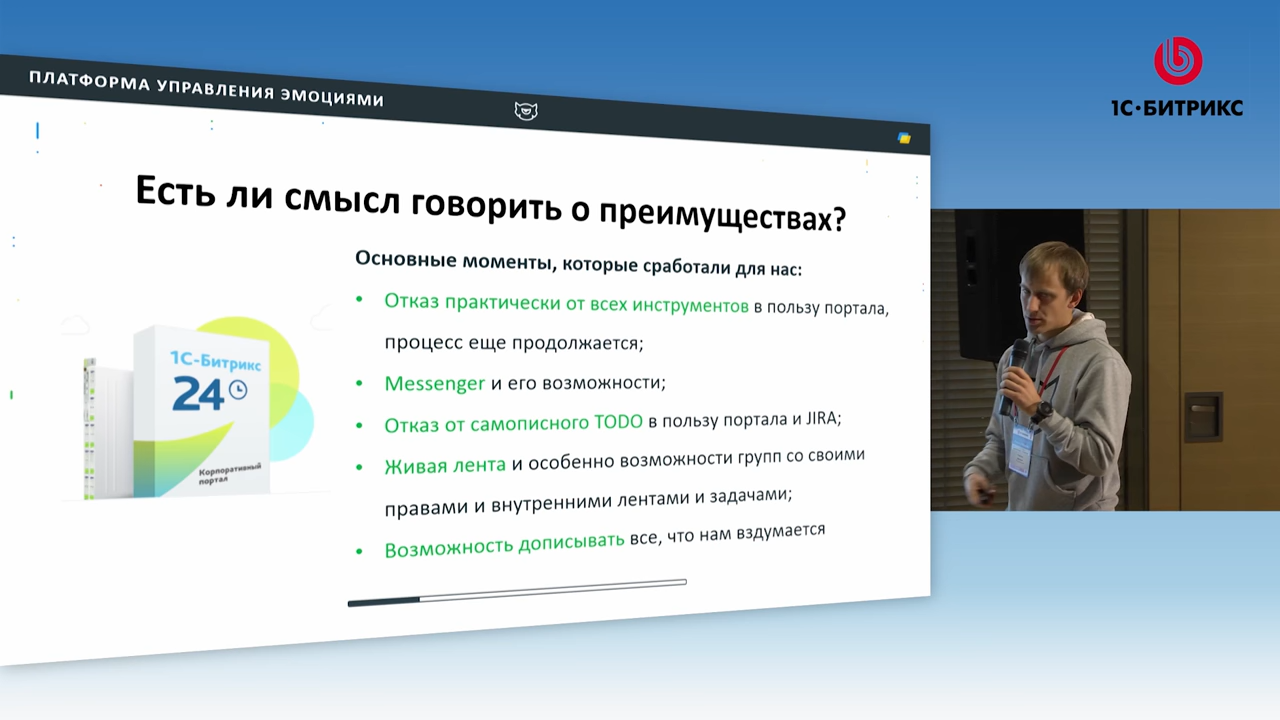 ПЛАТФОРМА УПРАВЛЕНИЯ ЭМОЦИЯМИ
1С·БИТРИКС
Есть ли смысл говорить о преимуществах?
Основные моменты, которые сработали для нас:
• Отказ практически от всех инструментов в пользу портала,
процесс еще продолжается;
• Messenger и его возможности;
• Отказ от самописного TODO в пользу портала и JIRA;
• Живая лента и особенно возможности групп со своими
правами и внутренними лентами и задачами;
• Возможность дописывать все, что нам вздумается
1С-Битрикс
24
Корпоративный
портал